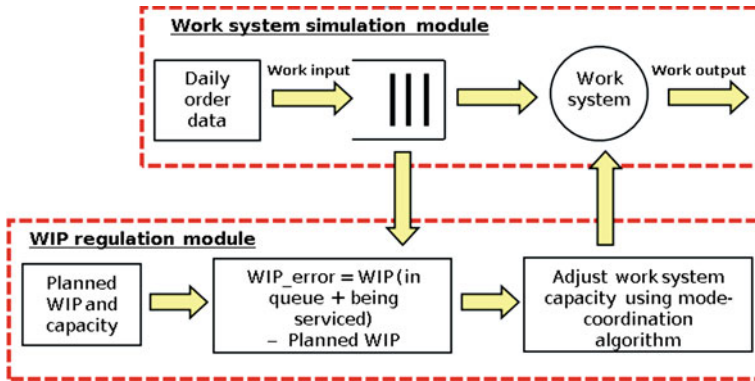 Work system simulation module
Daily
order
data
Work input
Work
system
Work output
WIP regulation module
Planned
WIP and
capacity
WIP_error = WIP (in
queue + being
serviced)
– Planned WIP
Adjust work system
capacity using mode-
coordination
algorithm